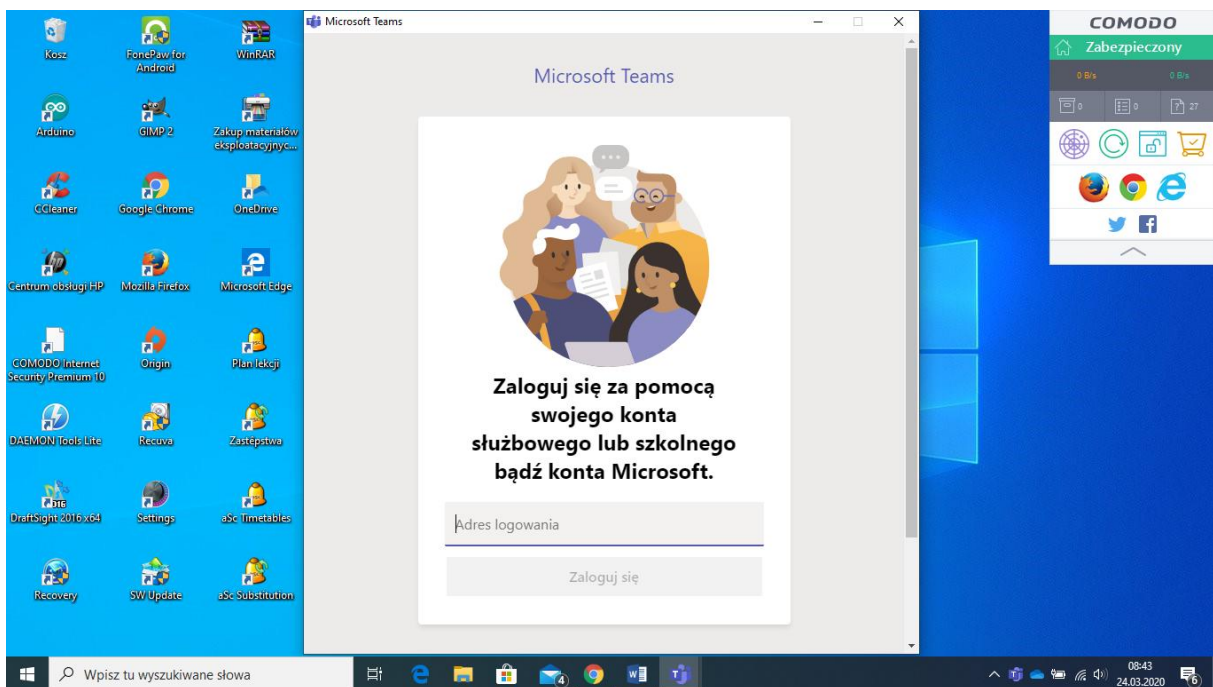 Kosz
FonePaw for
Android
WinRAR
Arduino
GIMP 2
Zakup materiałów
eksploatacyjnyc...
CCleaner
Google Chrome
OneDrive
Centrum obsługi HP
Mozilla Firefox
Microsoft Edge
COMODO Internet
Security Premium 10
Origin
Plan lekcji
DAEMON Tools Lite
Recuva
Zastępstwa
DraftSight 2016 x64
Settings
aSc Timetables
Recovery
SW Update
aSc Substitution
Microsoft Teams
Microsoft Teams
Zaloguj się za pomocą
swojego konta
służbowego lub szkolnego
bądź konta Microsoft.
Adres logowania
Zaloguj się
COMODO
Zabezpieczony
0 B/s 0 B/s
0 0 27
Wpisz tu wyszukiwane słowa
4
08:43
24.03.2020
6